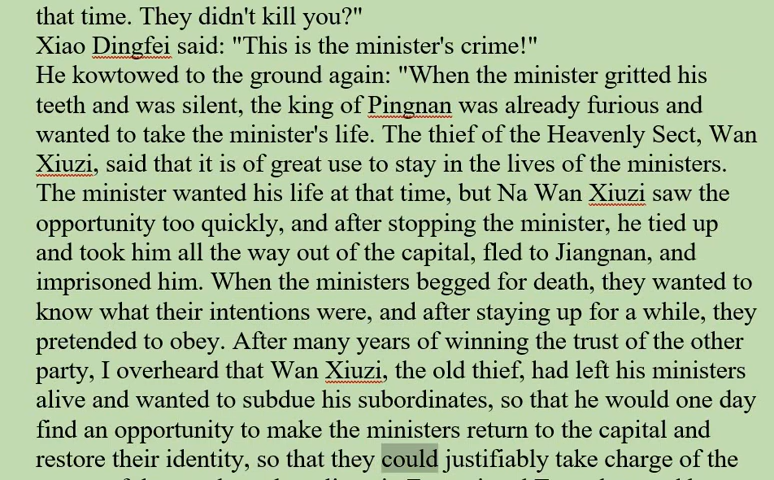 that time. They didn't kill you?"
Xiao Dingfei said: "This is the minister's crime!"
He kowtowed to the ground again: "When the minister gritted his
teeth and was silent, the king of Pingnan was already furious and
wanted to take the minister's life. The thief of the Heavenly Sect, Wan
Xiuzi, said that it is of great use to stay in the lives of the ministers.
The minister wanted his life at that time, but Na Wan Xiuzi saw the
opportunity too quickly, and after stopping the minister, he tied up
and took him all the way out of the capital, fled to Jiangnan, and
imprisoned him. When the ministers begged for death, they wanted to
know what their intentions were, and after staying up for a while, they
pretended to obey. After many years of winning the trust of the other
party, I overheard that Wan Xiuzi, the old thief, had left his ministers
alive and wanted to subdue his subordinates, so that he would one day
find an opportunity to make the ministers return to the capital and
restore their identity, so that they could justifiably take charge of the